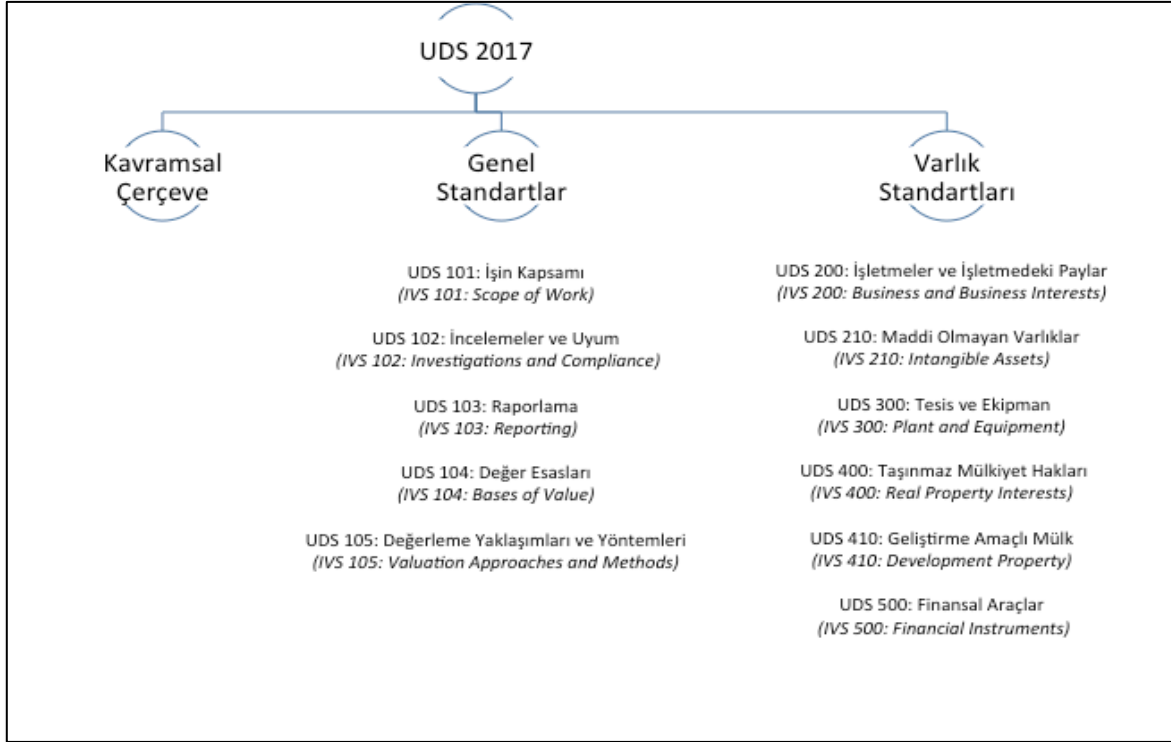 UDS 2017
Kavramsal
Çerçeve
Genel
Standartlar
UDS 101: İşin Kapsamı
(IVS 101: Scope of Work)
UDS 102: İncelemeler ve Uyum
(IVS 102: Investigations and Compliance)
UDS 103: Raporlama
(IVS 103: Reporting)
UDS 104: Değer Esasları
(IVS 104: Bases of Value)
UDS 105: Değerleme Yaklaşımları ve Yöntemleri
(IVS 105: Valuation Approaches and Methods)
Varlık
Standartları
UDS 200: İşletmeler ve İşletmedeki Paylar
(IVS 200: Business and Business Interests)
UDS 210: Maddi Olmayan Varlıklar
(IVS 210: Intangible Assets)
UDS 300: Tesis ve Ekipman
(IVS 300: Plant and Equipment)
UDS 400: Taşınmaz Mülkiyet Hakları
(IVS 400: Real Property Interests)
UDS 410: Geliştirme Amaçlı Mülk
(IVS 410: Development Property)
UDS 500: Finansal Araçlar
(IVS 500: Financial Instruments)